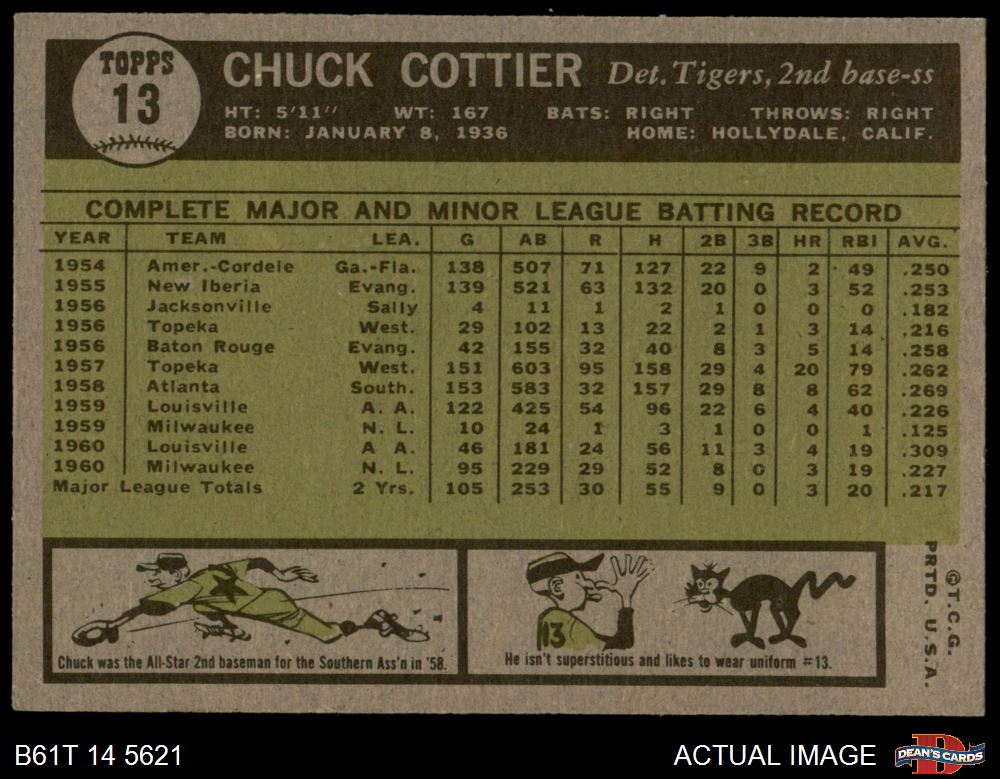 TOPPS
13
CHUCK COTTIER Det. Tigers, 2nd base-ss
HT: 5'11" WT: 167 BATS: RIGHT THROWS: RIGHT
BORN: JANUARY 8, 1936 HOME: HOLLYDALE, CALIF.
COMPLETE MAJOR AND MINOR LEAGUE BATTING RECORD
YEAR TEAM LEA. G AB R H 2B 3B HR RBI AVG.
1954 Amer.-Cordele Ga.-Fla. 138 507 71 127 22 9 2 49 .250
1955 New Iberia Evang. 139 521 63 132 20 0 3 52 .253
1956 Jacksonville Sally 4 11 1 2 1 0 0 0 .182
1956 Topeka West. 29 102 13 22 2 1 3 14 .216
1956 Baton Rouge Evang. 42 155 32 40 8 3 5 14 .258
1957 Topeka West. 151 603 95 158 29 4 20 79 .262
1958 Atlanta South. 153 583 32 157 29 8 8 62 .269
1959 Louisville A. A. 122 425 54 96 22 6 4 40 .226
1959 Milwaukee N. L. 10 24 1 3 1 0 0 1 .125
1960 Louisville A A. 46 181 24 56 11 3 4 19 .309
1960 Milwaukee N. L. 95 229 29 52 8 0 3 19 .227
Major League Totals 2 Yrs. 105 253 30 55 9 0 3 20 .217
Chuck was the All-Star 2nd baseman for the Southern Ass'n in '58.
13
He isn't superstitious and likes to wear uniform #13.
©T.C.G.
PRTD. U.S.A.
B61T 14 5621 ACTUAL IMAGE DEAN'S CARDS